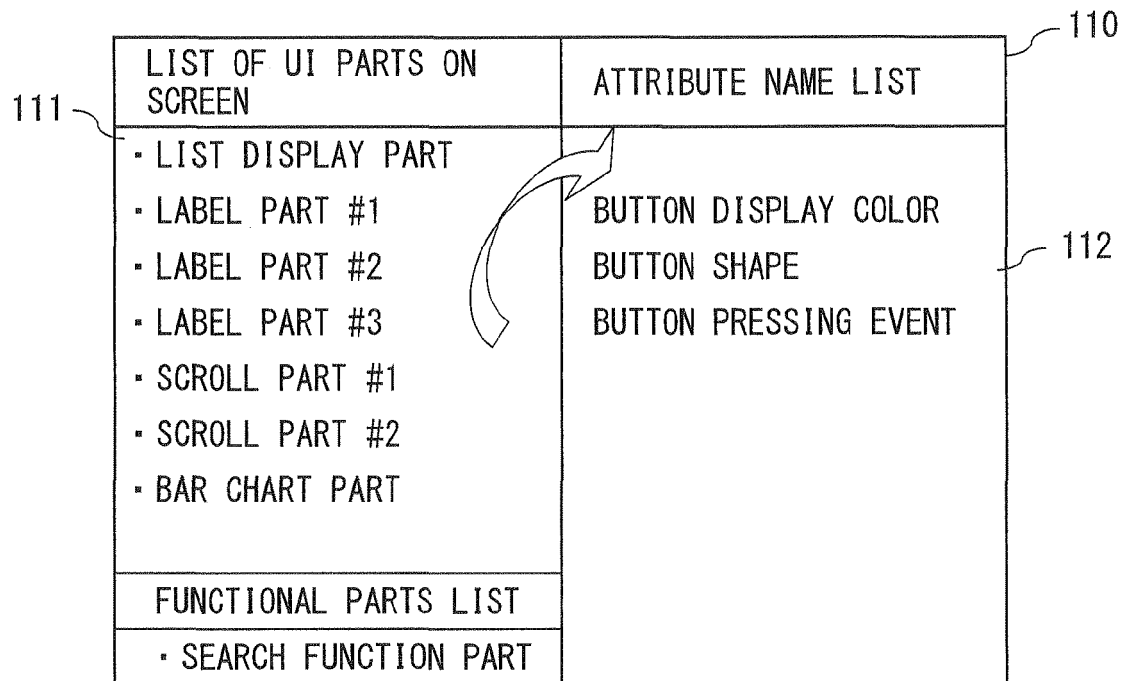 110
LIST OF UI PARTS ON
SCREEN
ATTRIBUTE NAME LIST
111
・LIST DISPLAY PART
・LABEL PART #1
・LABEL PART #2
・LABEL PART #3
・SCROLL PART #1
・SCROLL PART #2
・BAR CHART PART
FUNCTIONAL PARTS LIST
・SEARCH FUNCTION PART
BUTTON DISPLAY COLOR
BUTTON SHAPE
BUTTON PRESSING EVENT
112